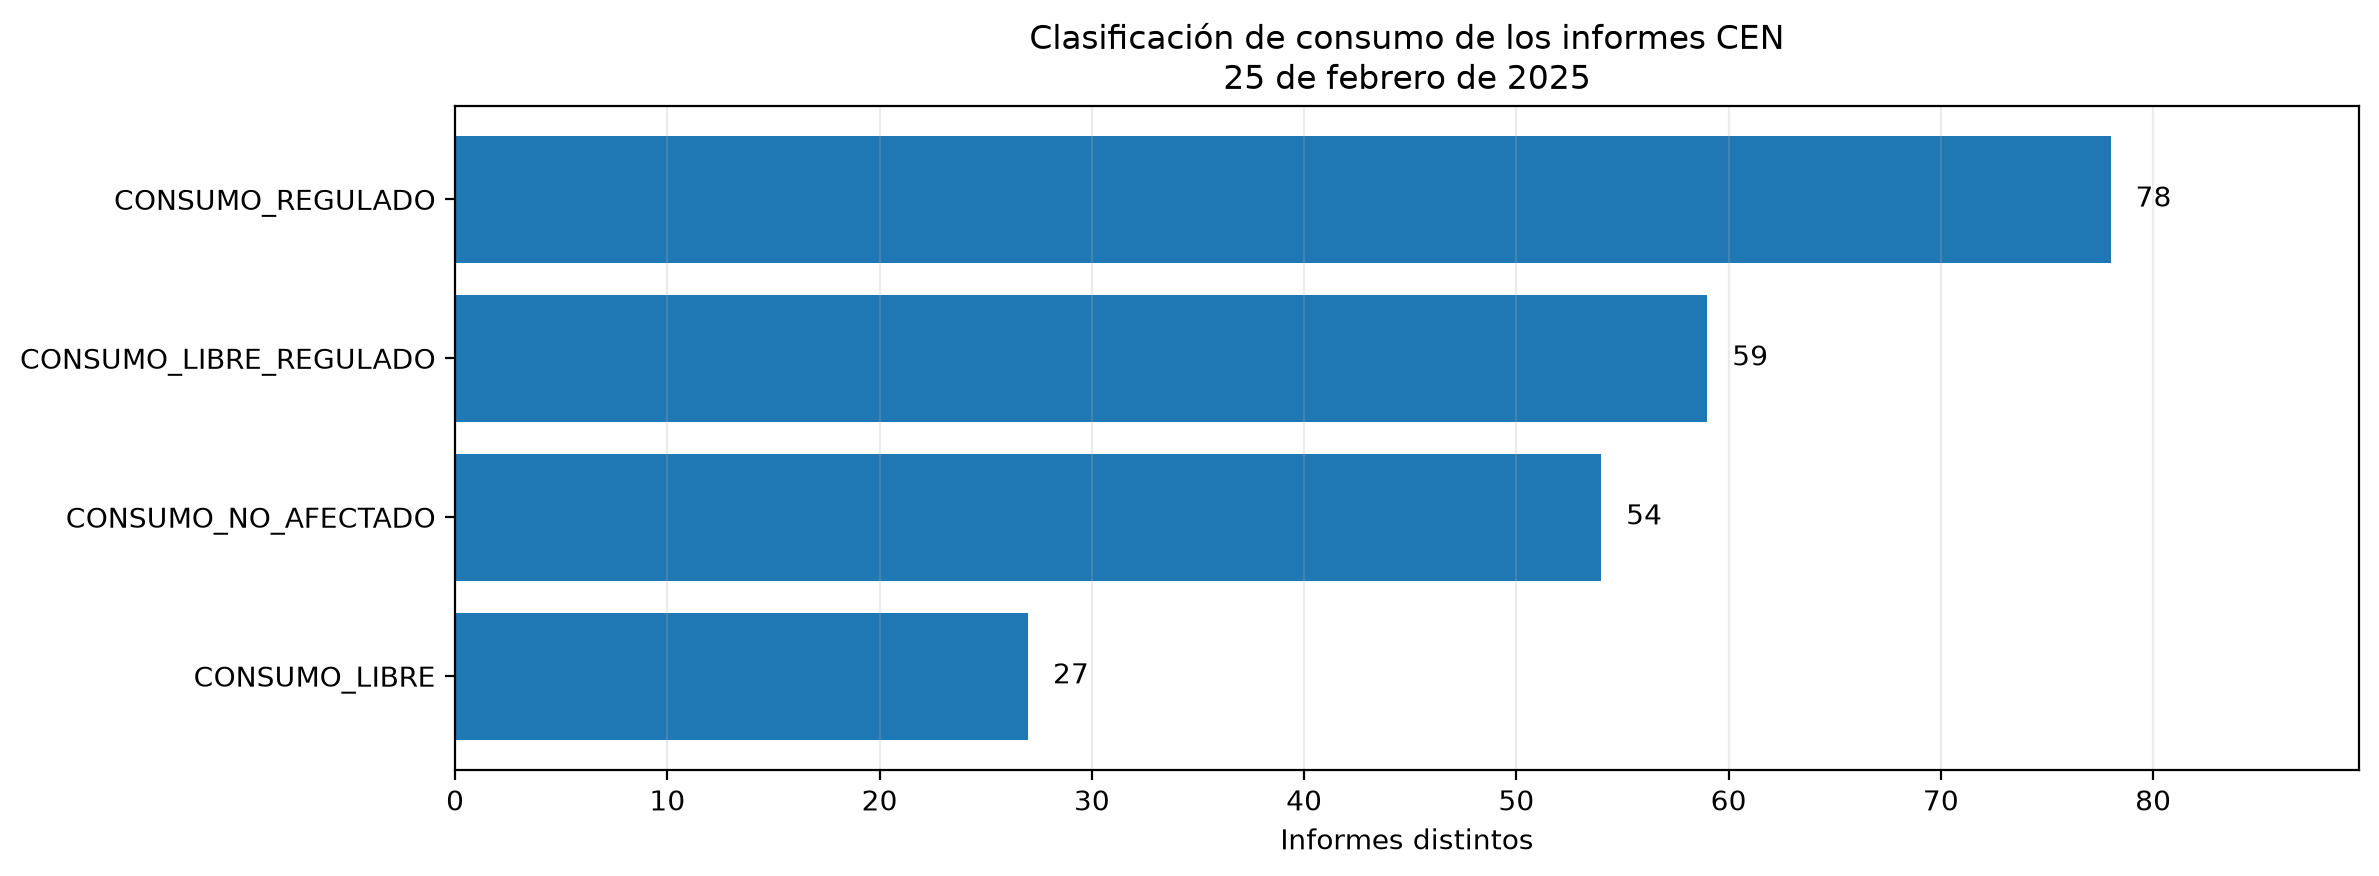 Clasificación de consumo de los informes CEN
25 de febrero de 2025
CONSUMO_REGULADO
78
CONSUMO_LIBRE_REGULADO
59
CONSUMO_NO_AFECTADO
54
CONSUMO_LIBRE
27
0 10 20 30 40 50 60 70 80
Informes distintos